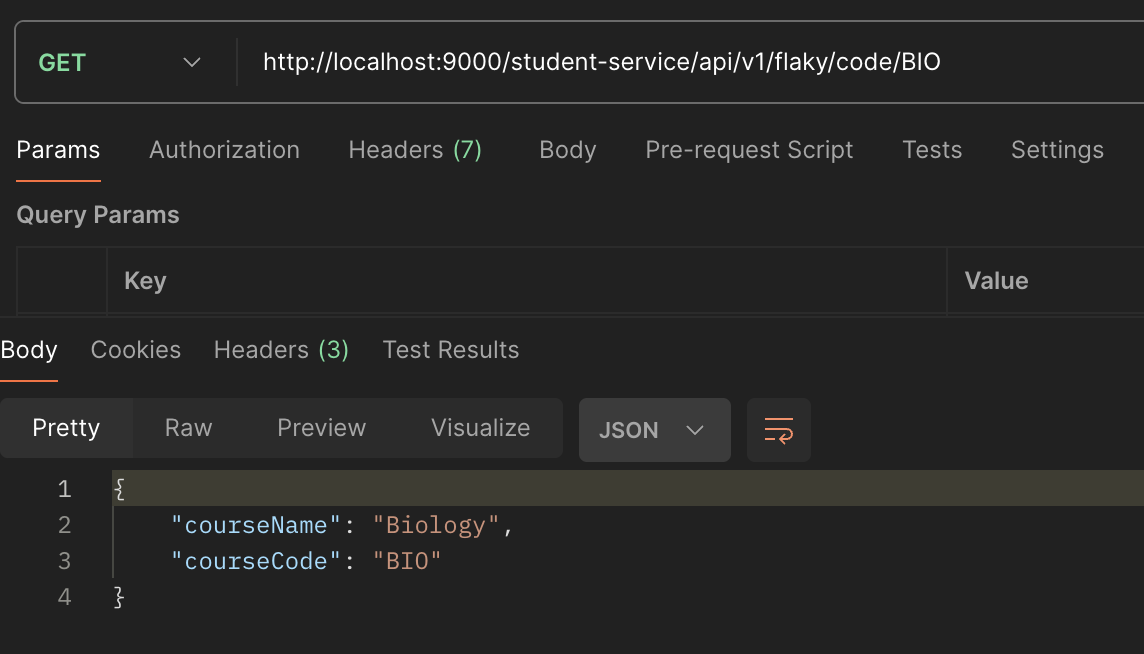 GET http://localhost:9000/student-service/api/v1/flaky/code/BIO
Params Authorization Headers (7) Body Pre-request Script Tests Settings
Query Params
Key Value
Body Cookies Headers (3) Test Results
Pretty Raw Preview Visualize JSON
1 {
2 "courseName": "Biology",
3 "courseCode": "BIO"
4 }